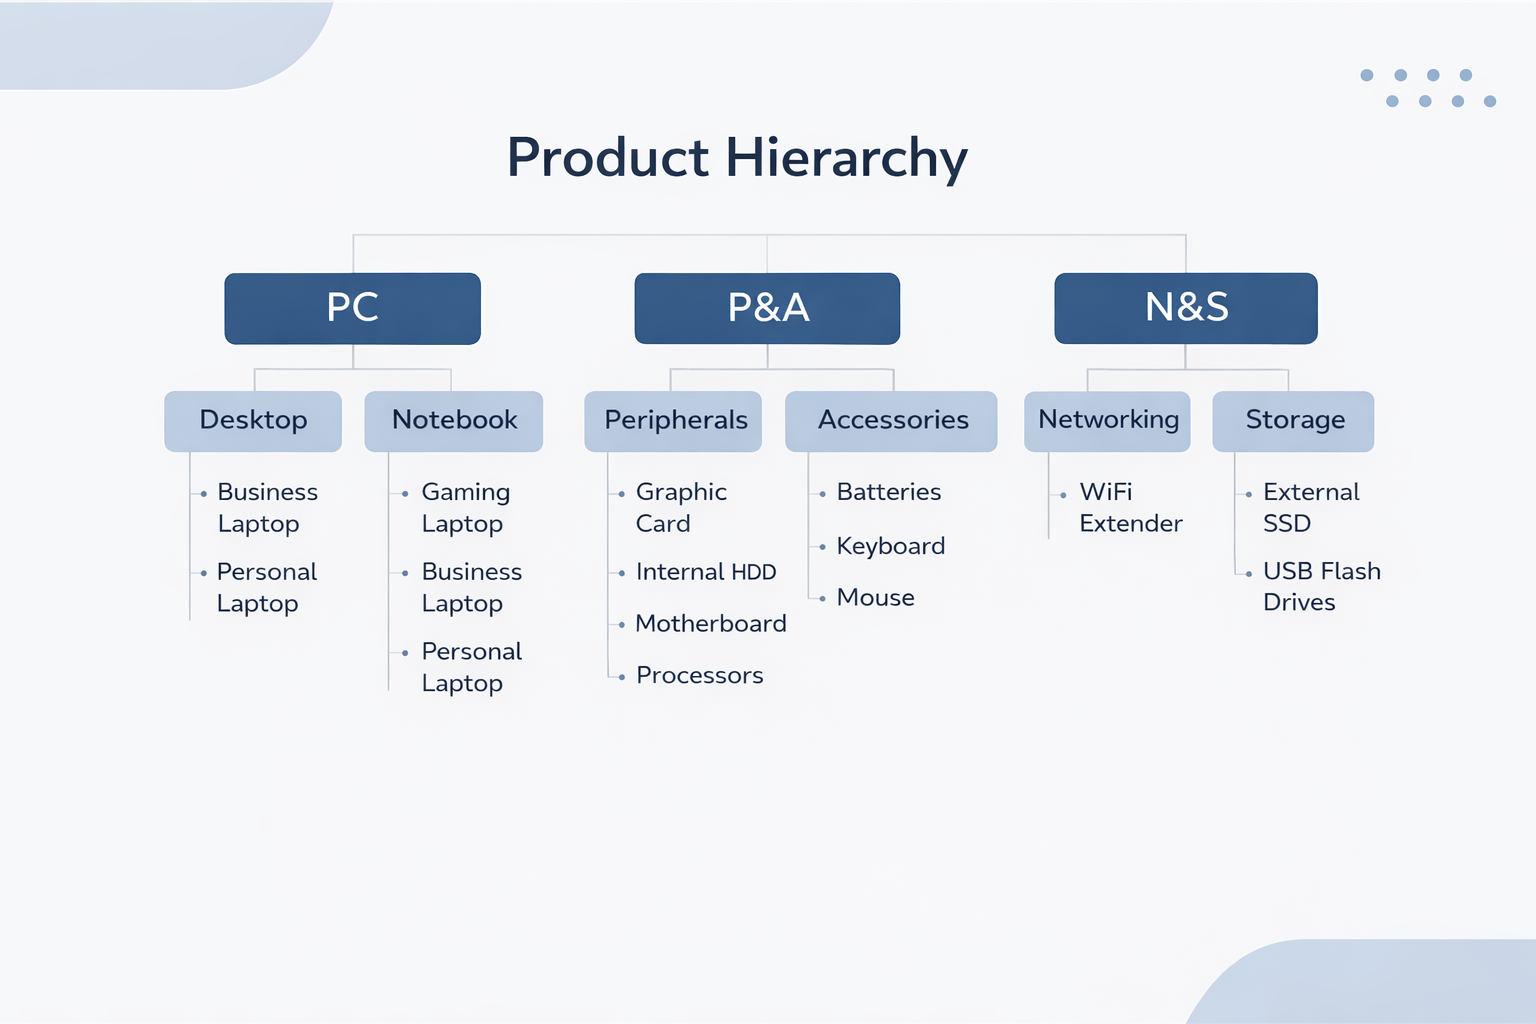 Product Hierarchy
PC
P&A
N&S
Desktop
Notebook
Peripherals
Accessories
Networking
Storage
Business
Laptop
Personal
Laptop
Gaming
Laptop
Business
Laptop
Personal
Laptop
Graphic
Card
Internal HDD
Motherboard
Processors
Batteries
Keyboard
Mouse
WiFi
Extender
External
SSD
USB Flash
Drives